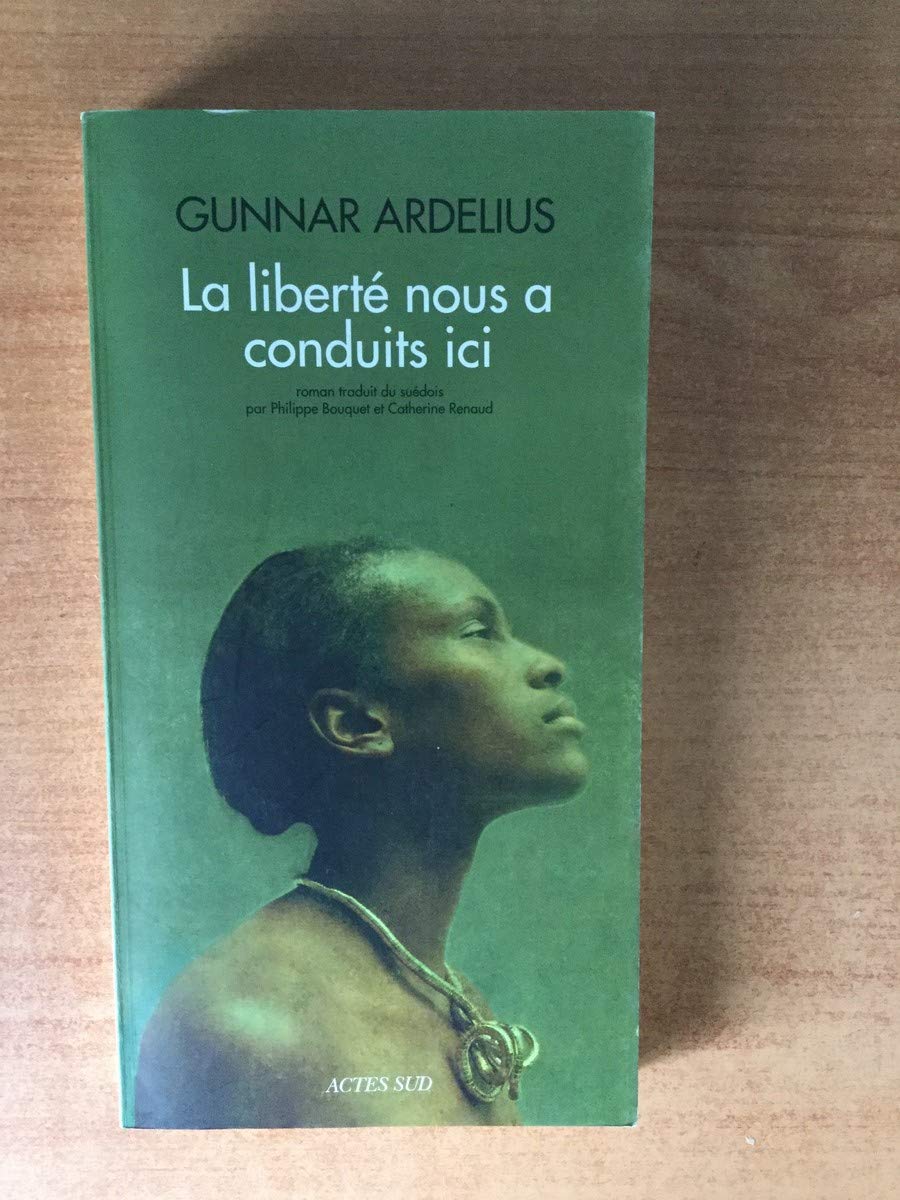 GUNNAR ARDELIUS
La liberté nous a
conduits ici
roman traduit du suédois
par Philippe Bouquet et Catherine Renaud
ACTES SUD